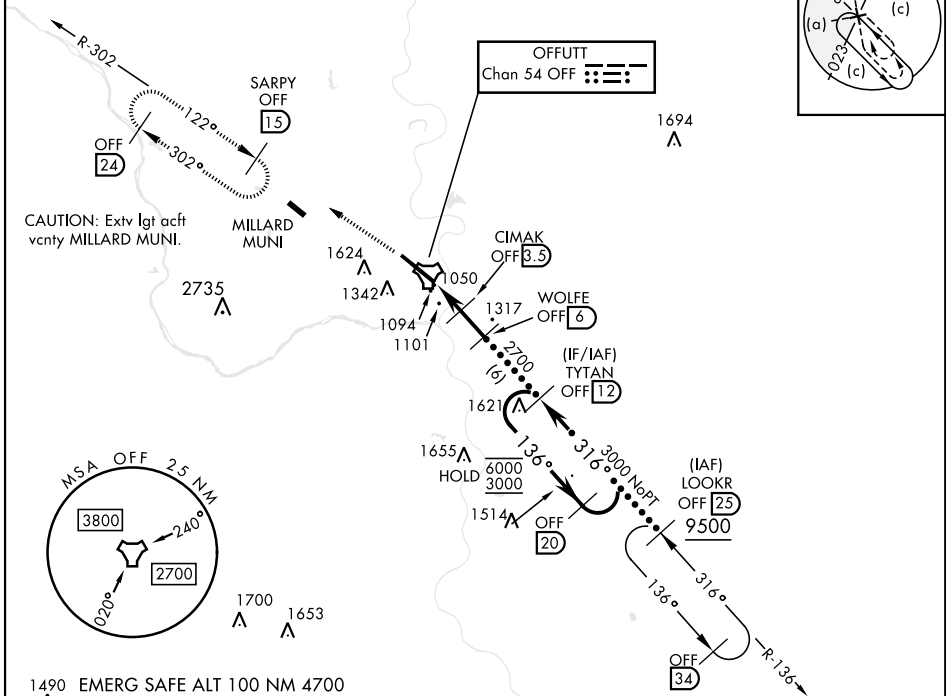 (a)
(c)
(c)
023
R-302
OFFUTT
Chan 54 OFF
SARPY
OFF
15
122°
302°
OFF
24
1694
CAUTION: Extv lgt acft
vcnty MILLARD MUNI.
MILLARD
MUNI
CIMAK
OFF 3.5
1624
1342
1050
2735
1094
1101
1317
WOLFE
OFF 6
2700
(6)
(IF/IAF)
TYTAN
OFF 12
1621
136°
316°
3000 NoPT
1655
HOLD 6000
3000
(IAF)
LOOKR
OFF 25
9500
1514
OFF
20
MSA OFF 25 NM
3800
240°
2700
020°
136°
316°
1700
1653
OFF
34
R-136
1490 EMERG SAFE ALT 100 NM 4700